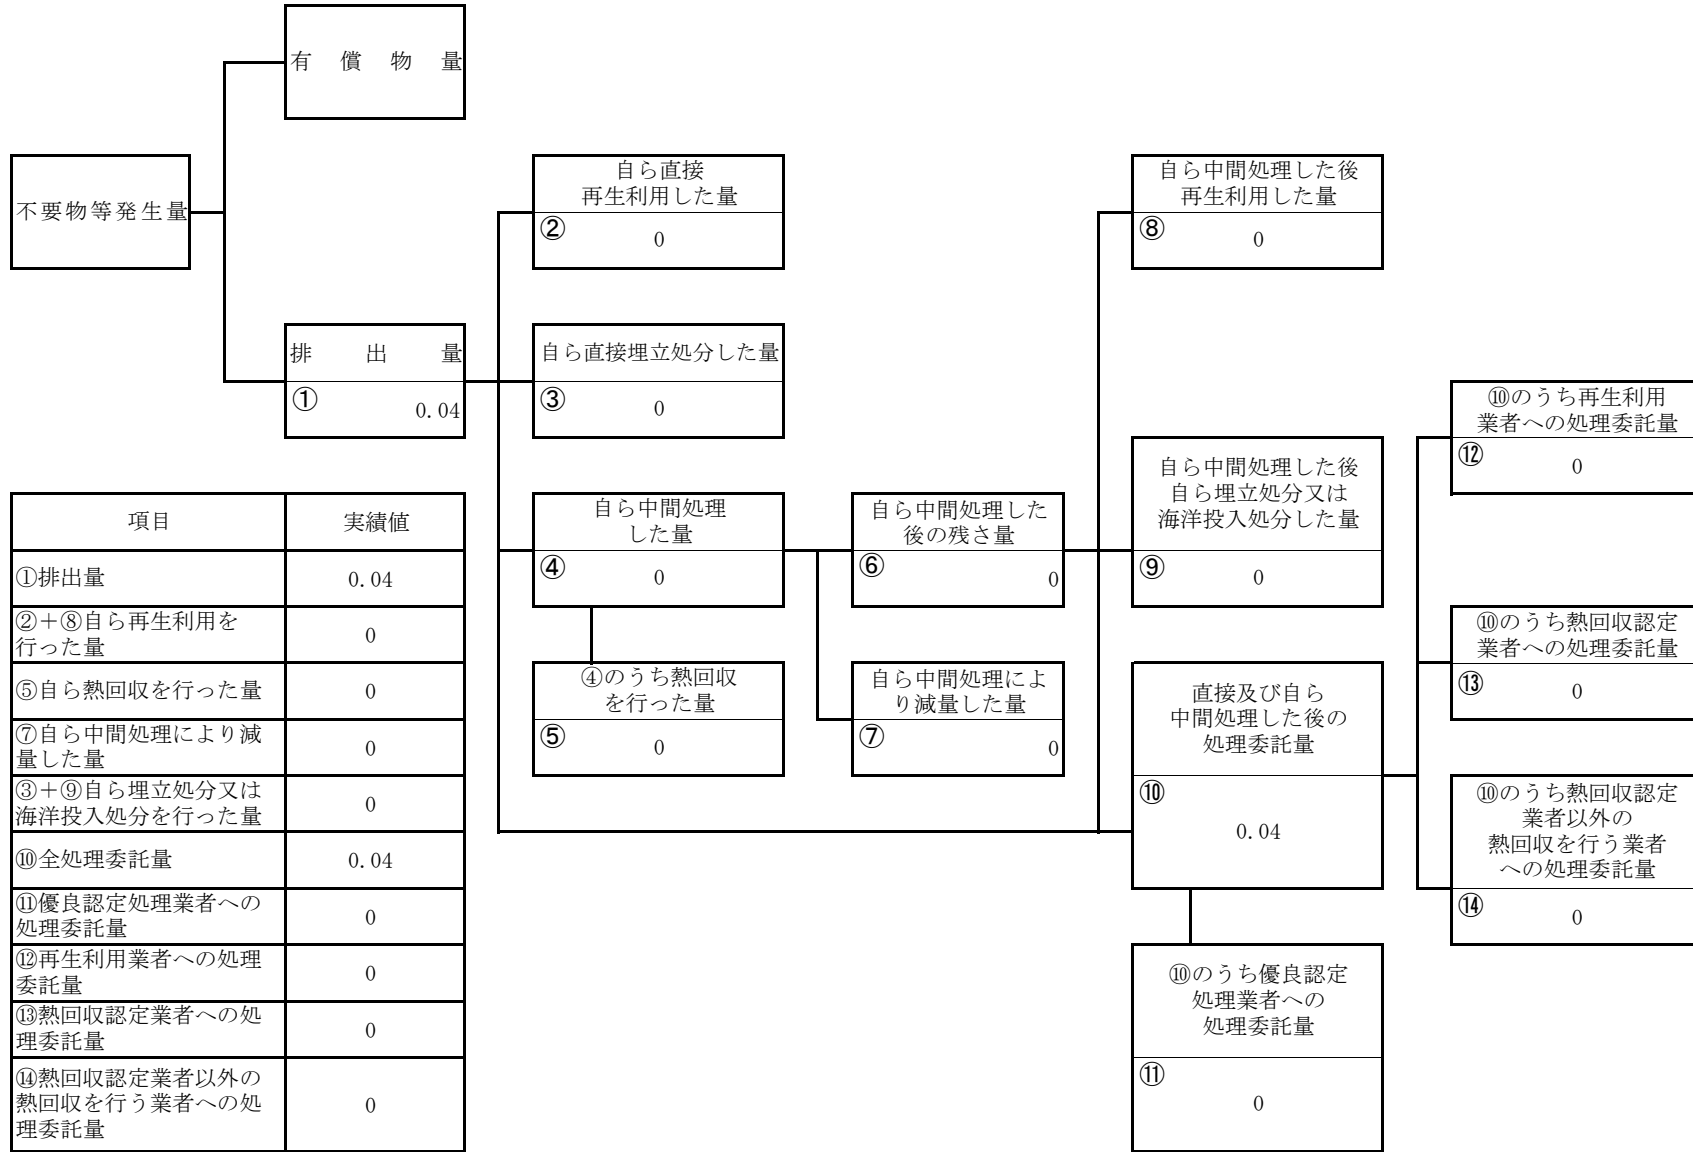 有償物量
不要物等発生量
自ら直接
再生利用した量
②
0
自ら中間処理した後
再生利用した量
⑧
0
排出量
①
0.04
自ら直接埋立処分した量
③
0
⑩のうち再生利用
業者への処理委託量
⑫
0
自ら中間処理した後
自ら埋立処分又は
海洋投入処分した量
⑨
0
自ら中間処理
した量
④
0
自ら中間処理した
後の残さ量
⑥
0
⑩のうち熱回収認定
業者への処理委託量
⑬
0
④のうち熱回収
を行った量
⑤
0
自ら中間処理によ
り減量した量
⑦
0
直接及び自ら
中間処理した後の
処理委託量
⑩
0.04
⑩のうち熱回収認定
業者以外の
熱回収を行う業者
への処理委託量
⑭
0
⑩のうち優良認定
処理業者への
処理委託量
⑪
0
項目 実績値
①排出量 0.04
②+⑧自ら再生利用を
行った量 0
⑤自ら熱回収を行った量 0
⑦自ら中間処理により減
量した量 0
③+⑨自ら埋立処分又は
海洋投入処分を行った量 0
⑩全処理委託量 0.04
⑪優良認定処理業者への
処理委託量 0
⑫再生利用業者への処理
委託量 0
⑬熱回収認定業者への処
理委託量 0
⑭熱回収認定業者以外の
熱回収を行う業者への処
理委託量 0